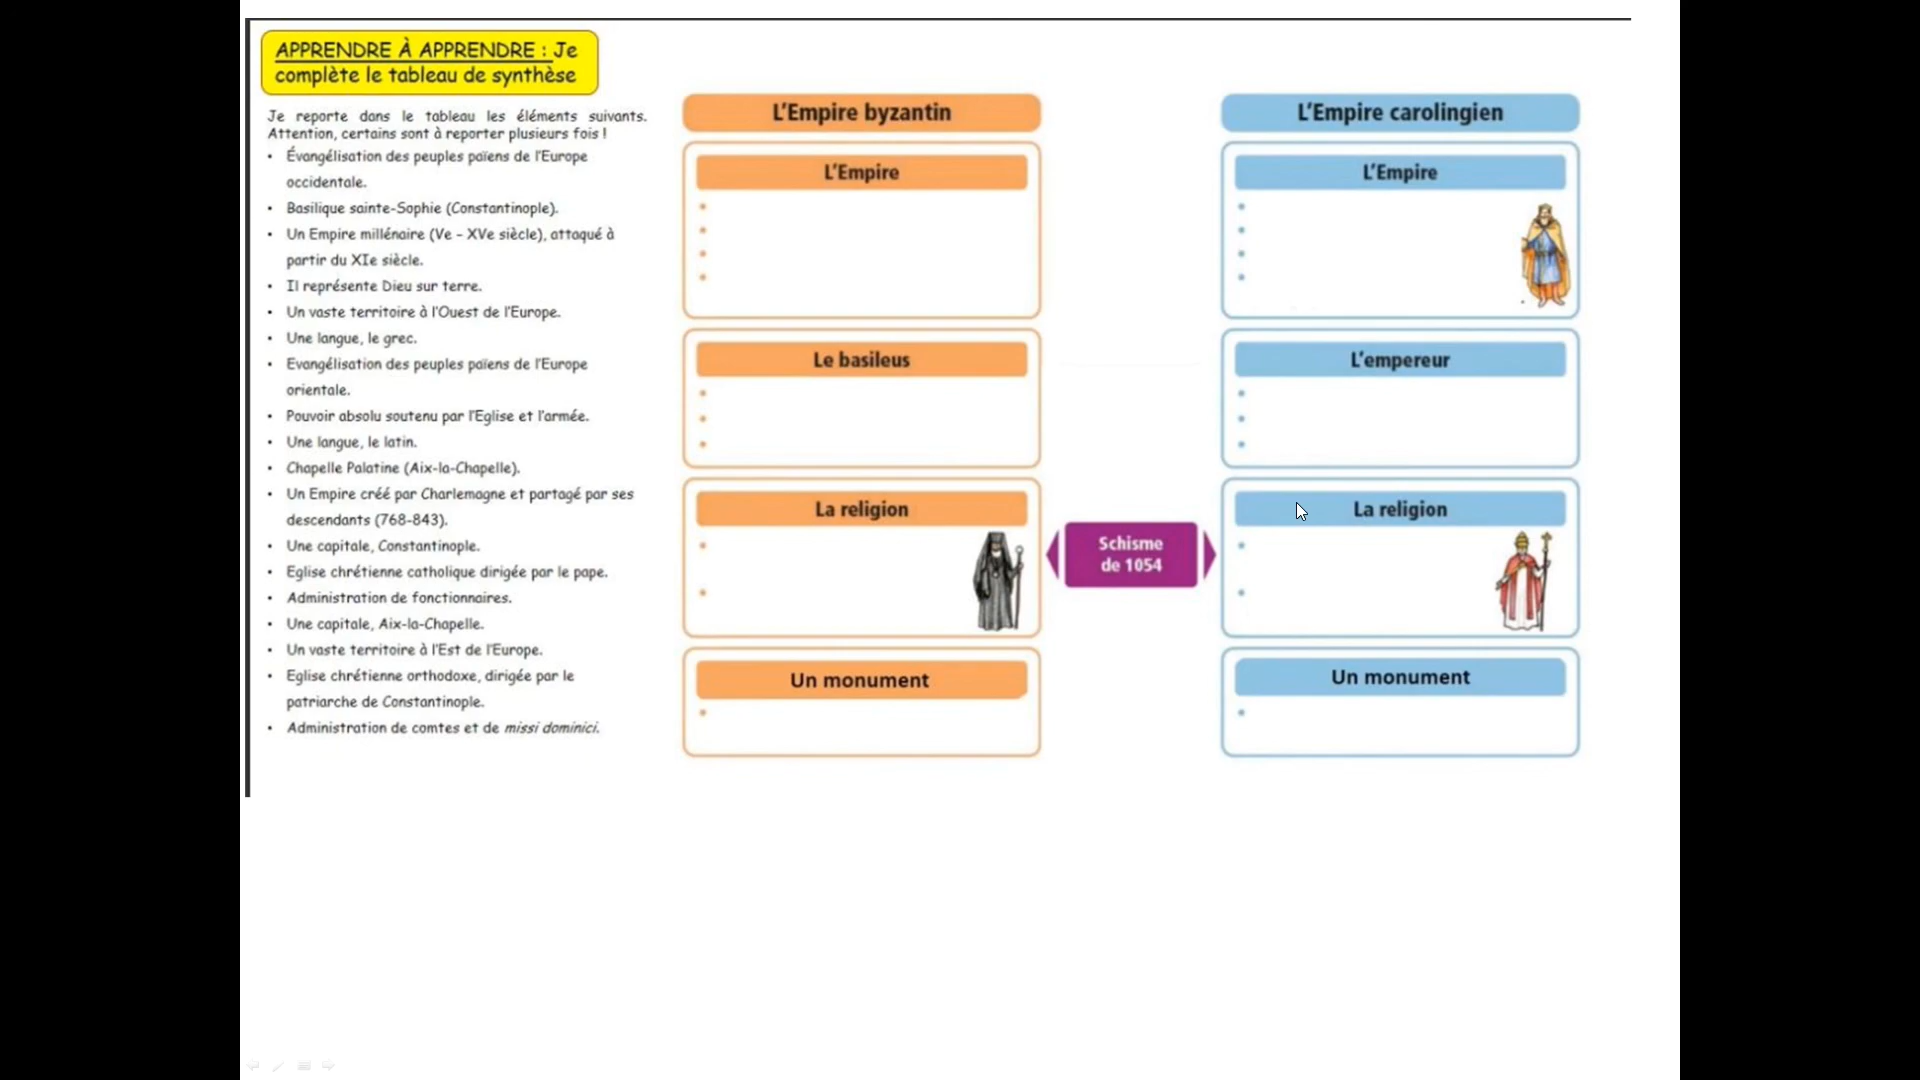 APPRENDRE À APPRENDRE : Je
complète le tableau de synthèse
Je reporte dans le tableau les éléments suivants.
Attention, certains sont à reporter plusieurs fois !
• Évangélisation des peuples païens de l'Europe
occidentale.
• Basilique sainte-Sophie (Constantinople).
• Un Empire millénaire (Ve – XVe siècle), attaqué à
partir du XIe siècle.
• Il représente Dieu sur terre.
• Un vaste territoire à l'Ouest de l'Europe.
• Une langue, le grec.
• Evangélisation des peuples païens de l'Europe
orientale.
• Pouvoir absolu soutenu par l'Eglise et l'armée.
• Une langue, le latin.
• Chapelle Palatine (Aix-la-Chapelle).
• Un Empire créé par Charlemagne et partagé par ses
descendants (768-843).
• Une capitale, Constantinople.
• Eglise chrétienne catholique dirigée par le pape.
• Administration de fonctionnaires.
• Une capitale, Aix-la-Chapelle.
• Un vaste territoire à l'Est de l'Europe.
• Eglise chrétienne orthodoxe, dirigée par le
patriarche de Constantinople.
• Administration de comtes et de missi dominici.
L'Empire byzantin
L'Empire
Le basileus
La religion
Un monument
Schisme
de 1054
L'Empire carolingien
L'Empire
L'empereur
La religion
Un monument